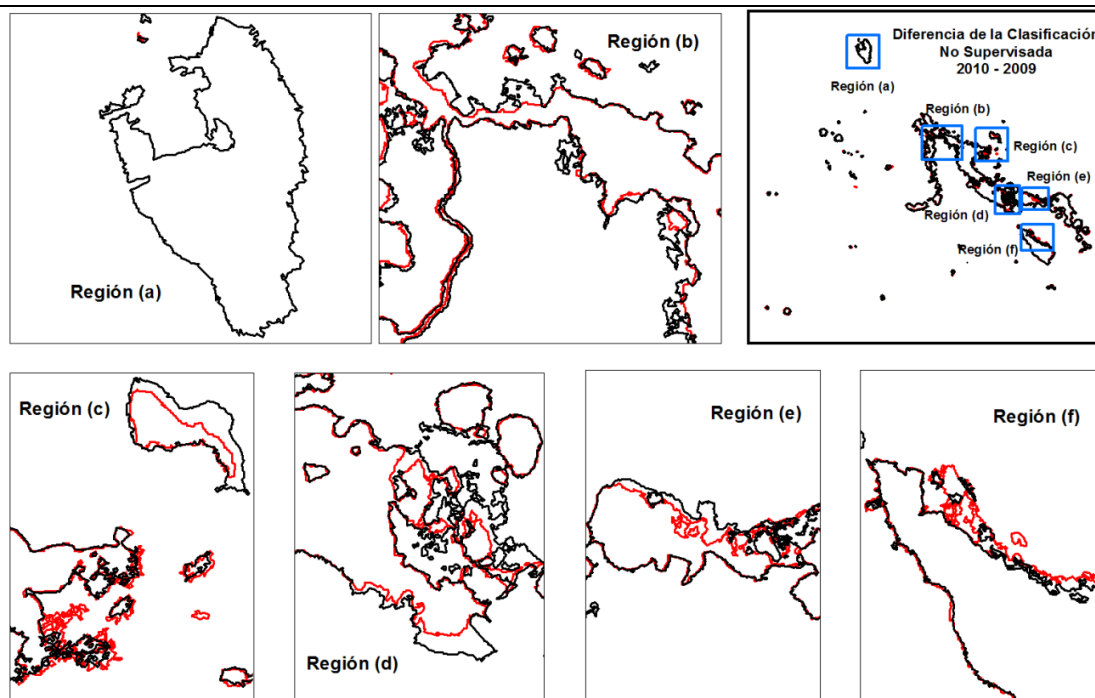 Región (a)
Región (b)
Diferencia de la Clasificación
No Supervisada
2010 - 2009
Región (a)
Región (b)
Región (c)
Región (e)
Región (d)
Región (f)
Región (c)
Región (d)
Región (e)
Región (f)